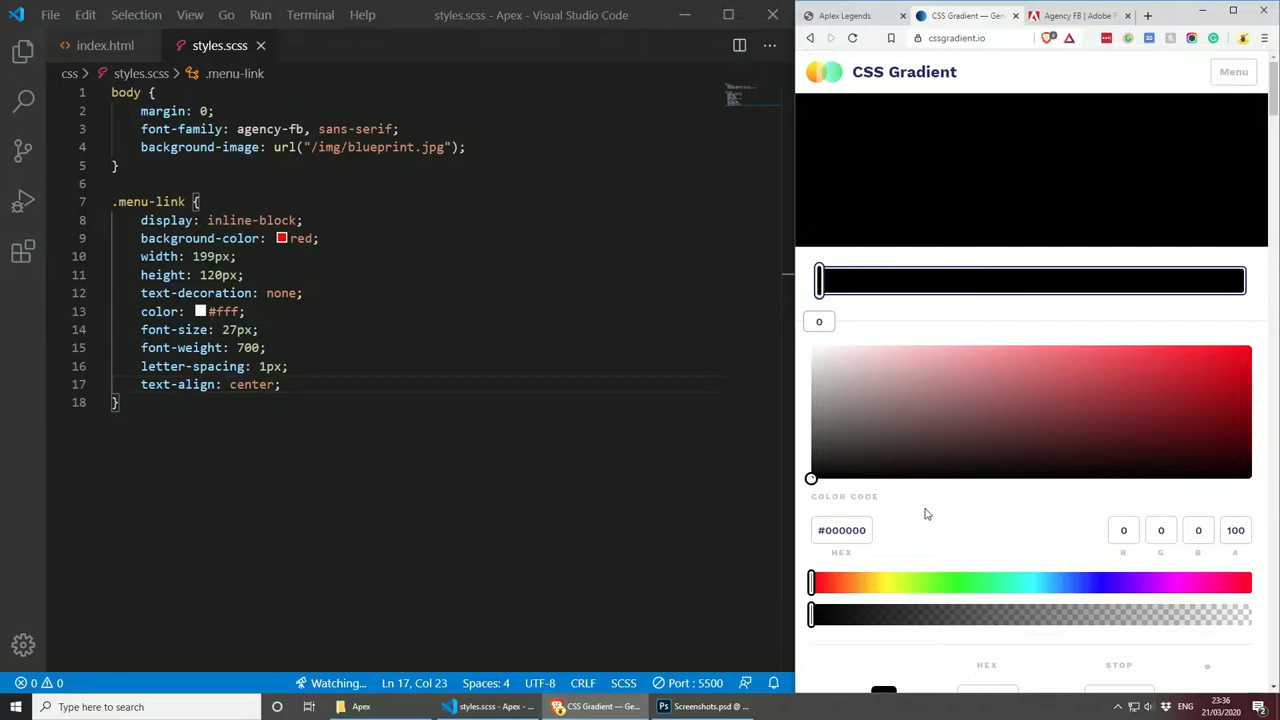 File Edit Selection View Go Run Terminal Help styles.scss - Apex - Visual Studio Code
index.html styles.scss
css > styles.scss > .menu-link
1 body {
2 margin: 0;
3 font-family: agency-fb, sans-serif;
4 background-image: url("/img/blueprint.jpg");
5 }
6
7 .menu-link {
8 display: inline-block;
9 background-color: red;
10 width: 199px;
11 height: 120px;
12 text-decoration: none;
13 color: #fff;
14 font-size: 27px;
15 font-weight: 700;
16 letter-spacing: 1px;
17 text-align: center;
18 }
0 0 Watching... Ln 17, Col 23 Spaces: 4 UTF-8 CRLF SCSS Port : 5500
Aplex Legends CSS Gradient — Gen Agency FB | Adobe F
cssgradient.io
CSS Gradient Menu
0
COLOR CODE
#000000 0 0 0 100
HEX R G B A
HEX STOP
Type here to search Apex styles.scss - Apex - ... CSS Gradient — Ge... Screenshots.psd @ ... ENG 23:36
21/03/2020